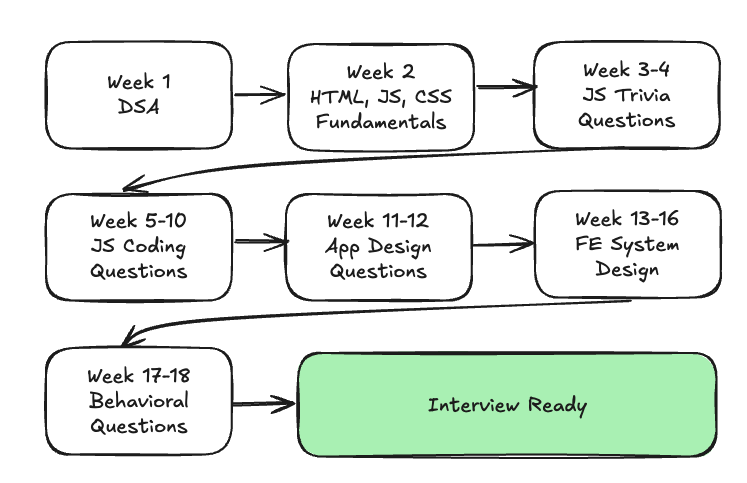 Week 1
DSA
Week 2
HTML, JS, CSS
Fundamentals
Week 3-4
JS Trivia
Questions
Week 5-10
JS Coding
Questions
Week 11-12
App Design
Questions
Week 13-16
FE System
Design
Week 17-18
Behavioral
Questions
Interview Ready